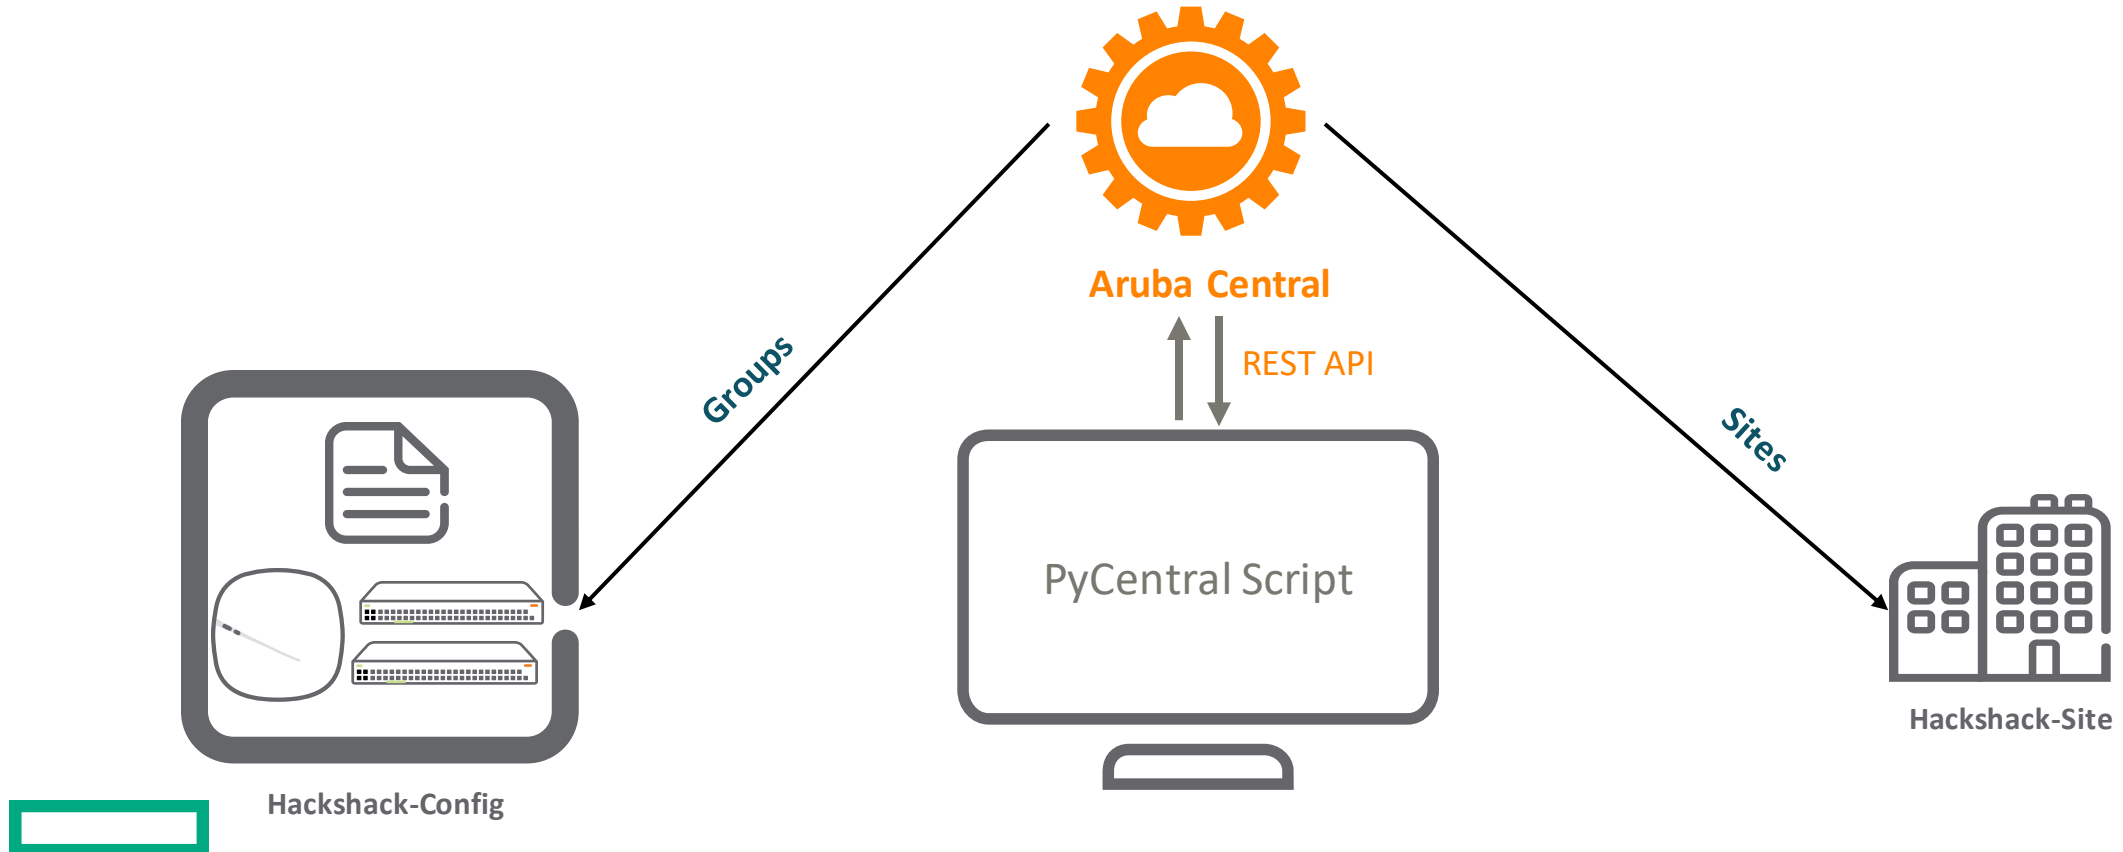 Aruba Central
REST API
Groups
Sites
PyCentral Script
Hackshack-Site
Hackshack-Config